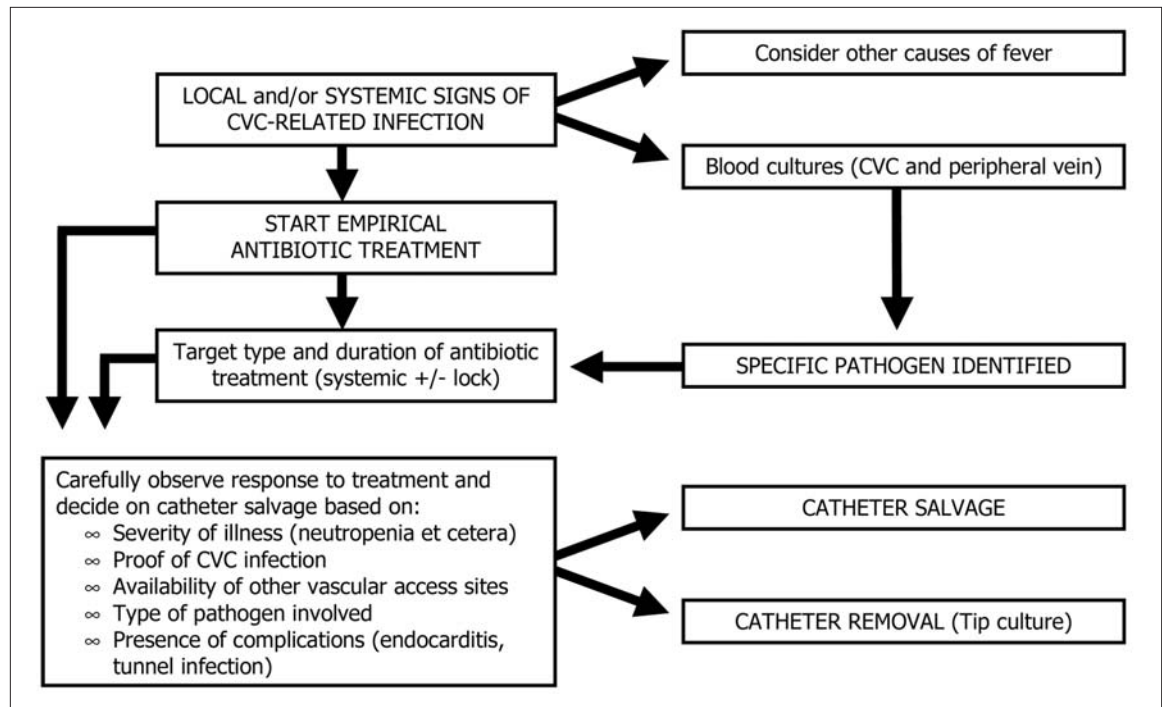 Consider other causes of fever
LOCAL and/or SYSTEMIC SIGNS OF
CVC-RELATED INFECTION
Blood cultures (CVC and peripheral vein)
START EMPIRICAL
ANTIBIOTIC TREATMENT
Target type and duration of antibiotic
treatment (systemic +/- lock)
SPECIFIC PATHOGEN IDENTIFIED
Carefully observe response to treatment and
decide on catheter salvage based on:
∞ Severity of illness (neutropenia et cetera)
∞ Proof of CVC infection
∞ Availability of other vascular access sites
∞ Type of pathogen involved
∞ Presence of complications (endocarditis,
tunnel infection)
CATHETER SALVAGE
CATHETER REMOVAL (Tip culture)